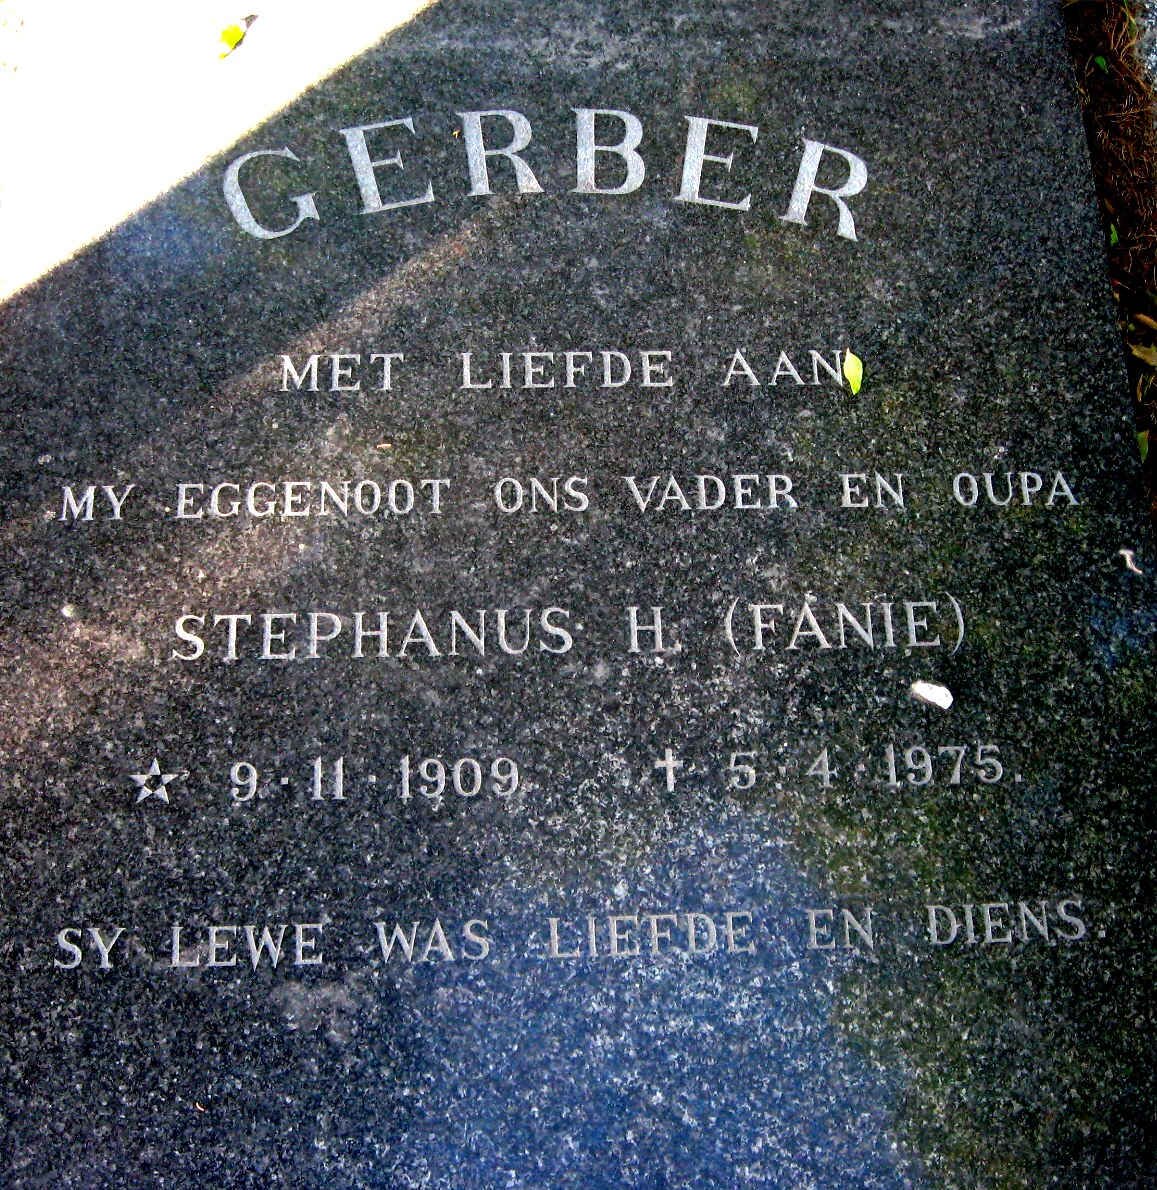 GERBER
MET LIEFDE AAN
MY EGGENOOT ONS VADER EN OUPA
STEPHANUS H. (FANIE)
☆ 9·11·1909 ✝ 5·4·1975.
SY LEWE WAS LIEFDE EN DIENS.